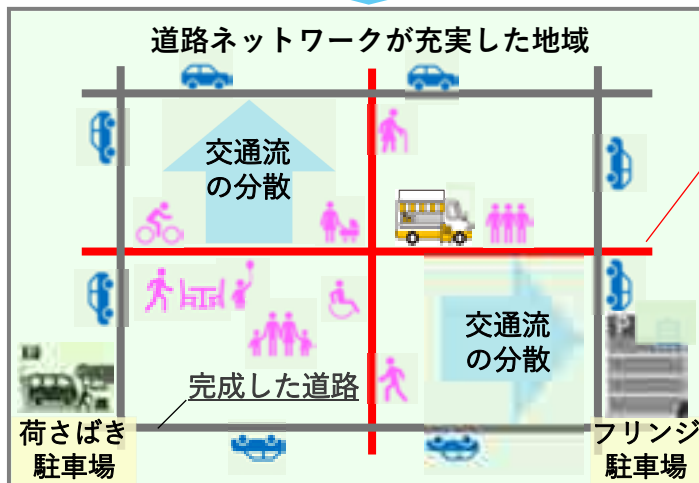 道路ネットワークが充実した地域
交通流
の分散
交通流
の分散
完成した道路
荷さばき
駐車場
フリンジ
駐車場